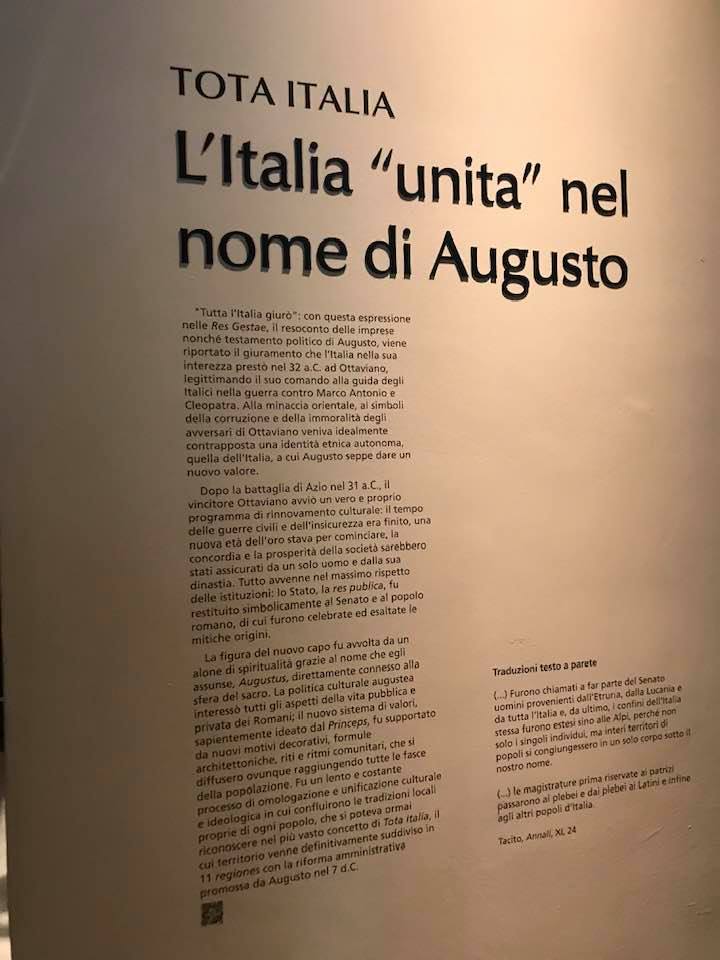 TOTA ITALIA
L'Italia “unita” nel
nome di Augusto
"Tutta l'Italia giurò": con questa espressione
nelle Res Gestae, il resoconto delle imprese
nonché testamento politico di Augusto, viene
riportato il giuramento che l'Italia nella sua
interezza prestò nel 32 a.C. ad Ottaviano,
legittimando il suo comando alla guida degli
Italici nella guerra contro Marco Antonio e
Cleopatra. Alla minaccia orientale, ai simboli
della corruzione e della immoralità degli
avversari di Ottaviano veniva idealmente
contrapposta una identità etnica autonoma,
quella dell'Italia, a cui Augusto seppe dare un
nuovo valore.
Dopo la battaglia di Azio nel 31 a.C., il
vincitore Ottaviano avviò un vero e proprio
programma di rinnovamento culturale: il tempo
delle guerre civili e dell'insicurezza era finito, una
nuova età dell'oro stava per cominciare, la
concordia e la prosperità della società sarebbero
stati assicurati da un solo uomo e dalla sua
dinastia. Tutto avvenne nel massimo rispetto
delle istituzioni: lo Stato, la res publica, fu
restituito simbolicamente al Senato e al popolo
romano, di cui furono celebrate ed esaltate le
mitiche origini.
La figura del nuovo capo fu avvolta da un
alone di spiritualità grazie al nome che egli
assunse, Augustus, direttamente connesso alla
sfera del sacro. La politica culturale augustea
interessò tutti gli aspetti della vita pubblica e
privata dei Romani; il nuovo sistema di valori,
sapientemente ideato dal Princeps, fu supportato
da nuovi motivi decorativi, formule
architettoniche, riti e ritmi comunitari, che si
diffusero ovunque raggiungendo tutte le fasce
della popolazione. Fu un lento e costante
processo di omologazione e unificazione culturale
e ideologica in cui confluirono le tradizioni locali
proprie di ogni popolo, che si poteva ormai
riconoscere nel più vasto concetto di Tota Italia, il
cui territorio venne definitivamente suddiviso in
11 regiones con la riforma amministrativa
promossa da Augusto nel 7 d.C.
Traduzioni testo a parete
(...) Furono chiamati a far parte del Senato
uomini provenienti dall'Etruria, dalla Lucania e
da tutta l'Italia e, da ultimo, i confini dell'Italia
stessa furono estesi sino alle Alpi, perché non
solo i singoli individui, ma interi territori di
popoli si congiungessero in un solo corpo sotto il
nostro nome.
(...) le magistrature prima riservate ai patrizi
passarono ai plebei e dai plebei ai Latini e infine
agli altri popoli d'Italia.
Tacito, Annali, XI, 24